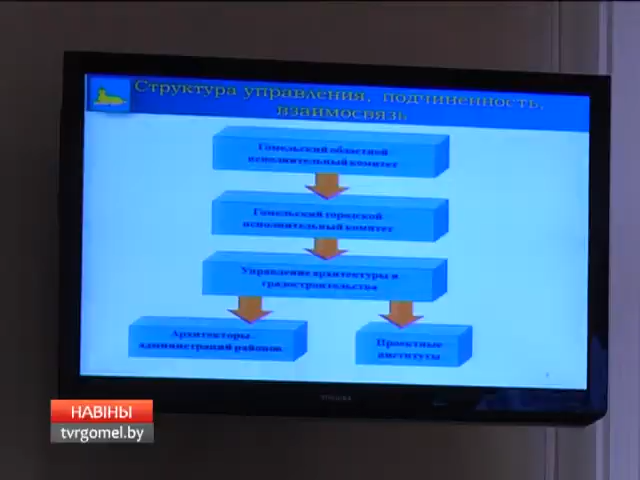 Структура управления, подчиненность,
взаимосвязь
Гомельский областной
исполнительный комитет
Гомельский городской
исполнительный комитет
Управление архитектуры и
градостроительства
Архитекторы
администраций районов
Проектные
институты
НАВІНЫ
tvrgomel.by